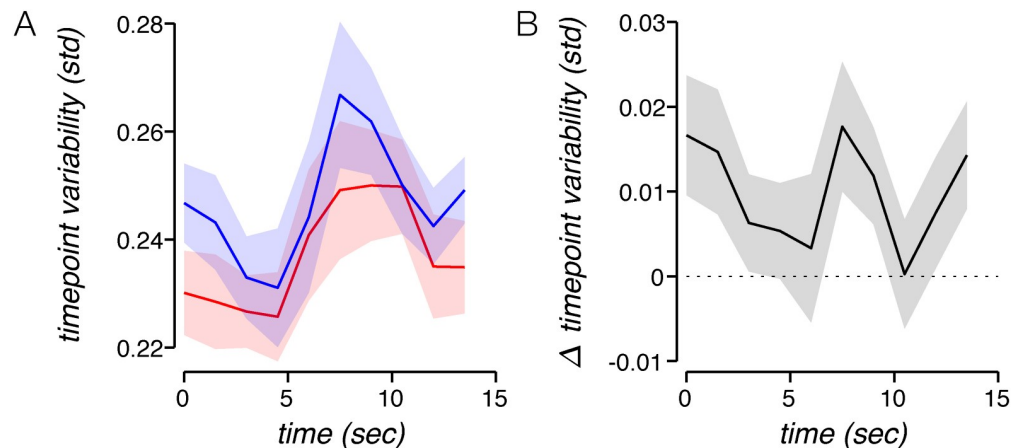 A
timepoint variability (std)
0.28
0.26
0.24
0.22
0
5
10
15
time (sec)
B
Δ timepoint variability (std)
0.03
0.02
0.01
0
-0.01
0
5
10
15
time (sec)